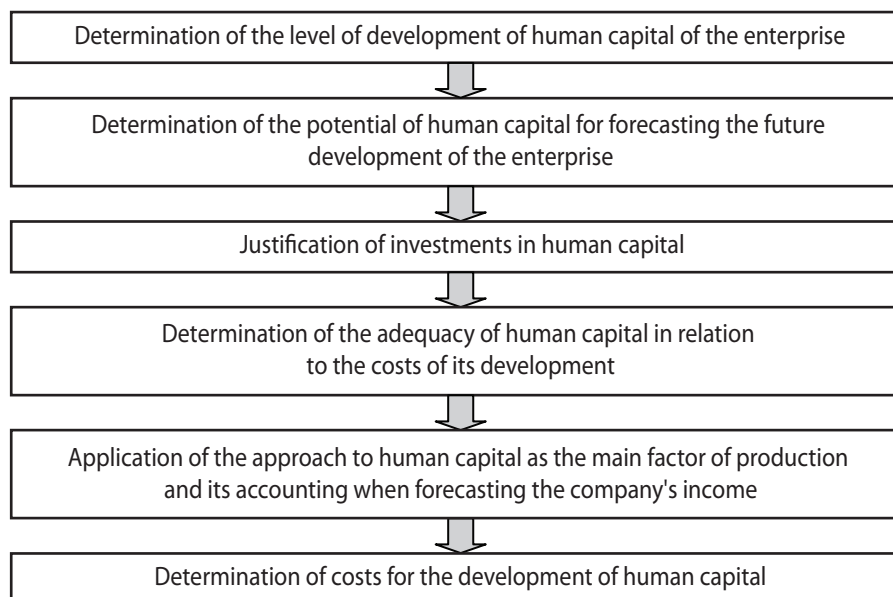 Determination of the level of development of human capital of the enterprise
Determination of the potential of human capital for forecasting the future
development of the enterprise
Justification of investments in human capital
Determination of the adequacy of human capital in relation
to the costs of its development
Application of the approach to human capital as the main factor of production
and its accounting when forecasting the company's income
Determination of costs for the development of human capital